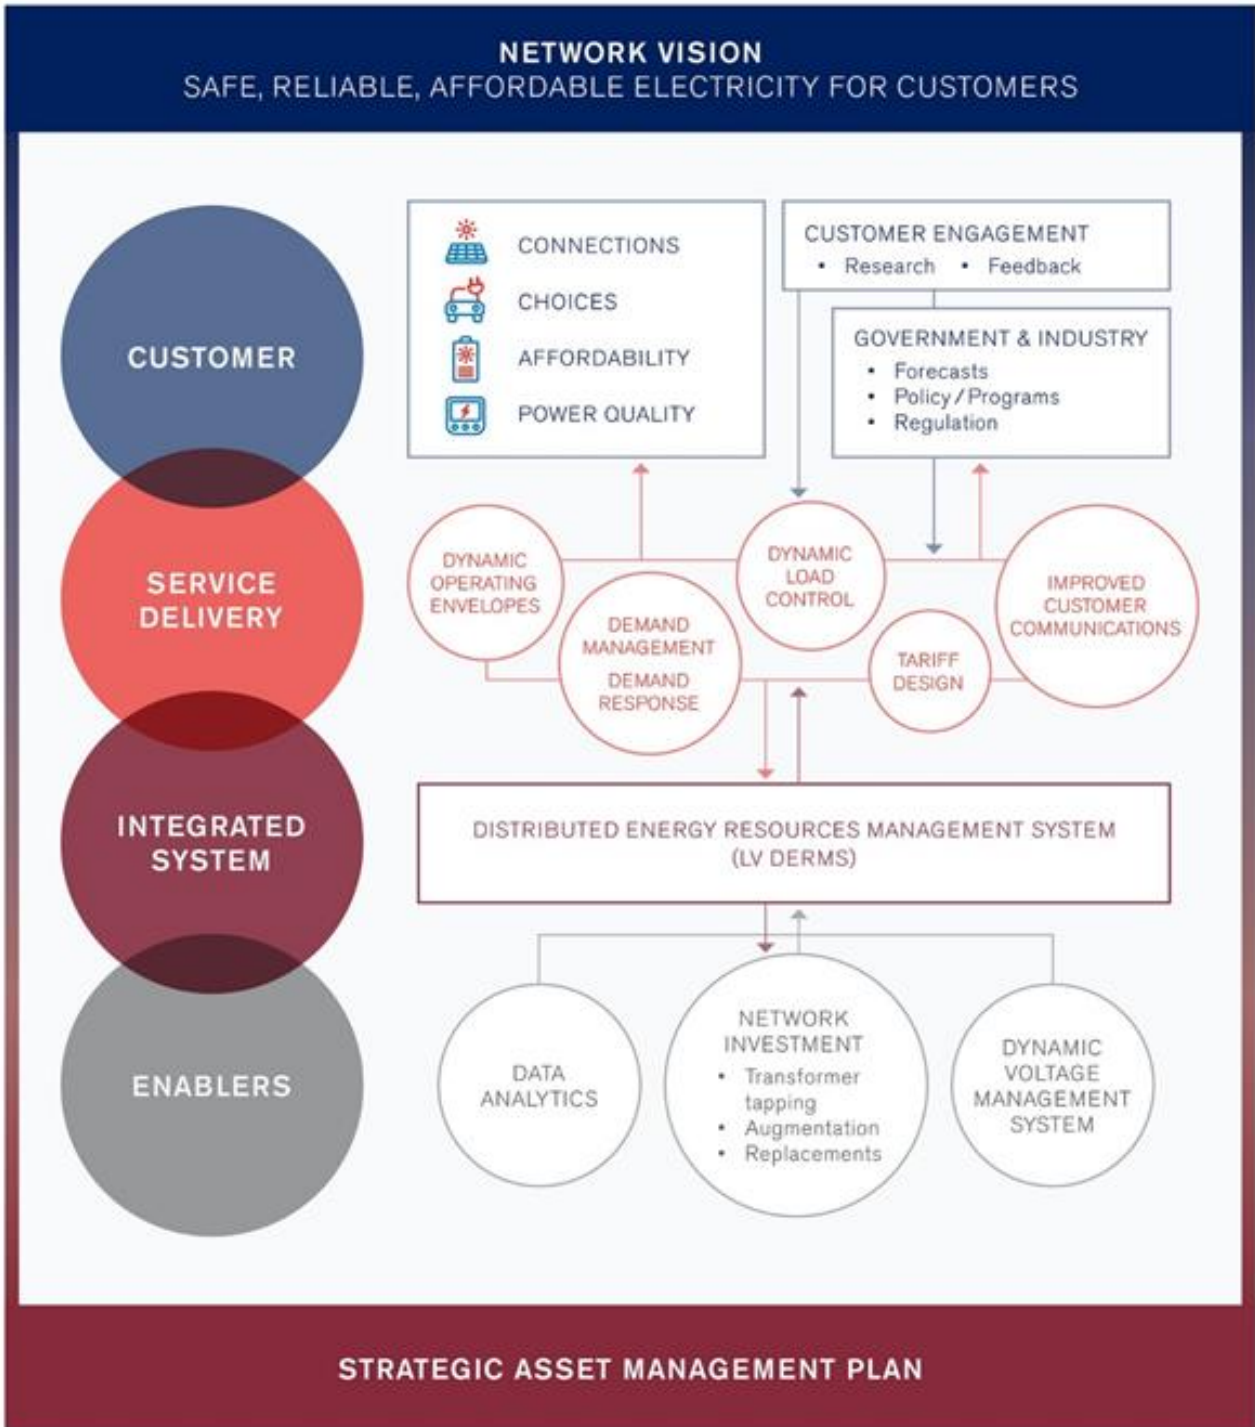 NETWORK VISION
SAFE, RELIABLE, AFFORDABLE ELECTRICITY FOR CUSTOMERS
CUSTOMER
CONNECTIONS
CHOICES
AFFORDABILITY
POWER QUALITY
CUSTOMER ENGAGEMENT
• Research • Feedback
GOVERNMENT & INDUSTRY
• Forecasts
• Policy / Programs
• Regulation
SERVICE
DELIVERY
DYNAMIC
OPERATING
ENVELOPES
DEMAND
MANAGEMENT
DEMAND
RESPONSE
DYNAMIC
LOAD
CONTROL
TARIFF
DESIGN
IMPROVED
CUSTOMER
COMMUNICATIONS
INTEGRATED
SYSTEM
DISTRIBUTED ENERGY RESOURCES MANAGEMENT SYSTEM
(LV DERMS)
ENABLERS
DATA
ANALYTICS
NETWORK
INVESTMENT
• Transformer
tapping
• Augmentation
• Replacements
DYNAMIC
VOLTAGE
MANAGEMENT
SYSTEM
STRATEGIC ASSET MANAGEMENT PLAN